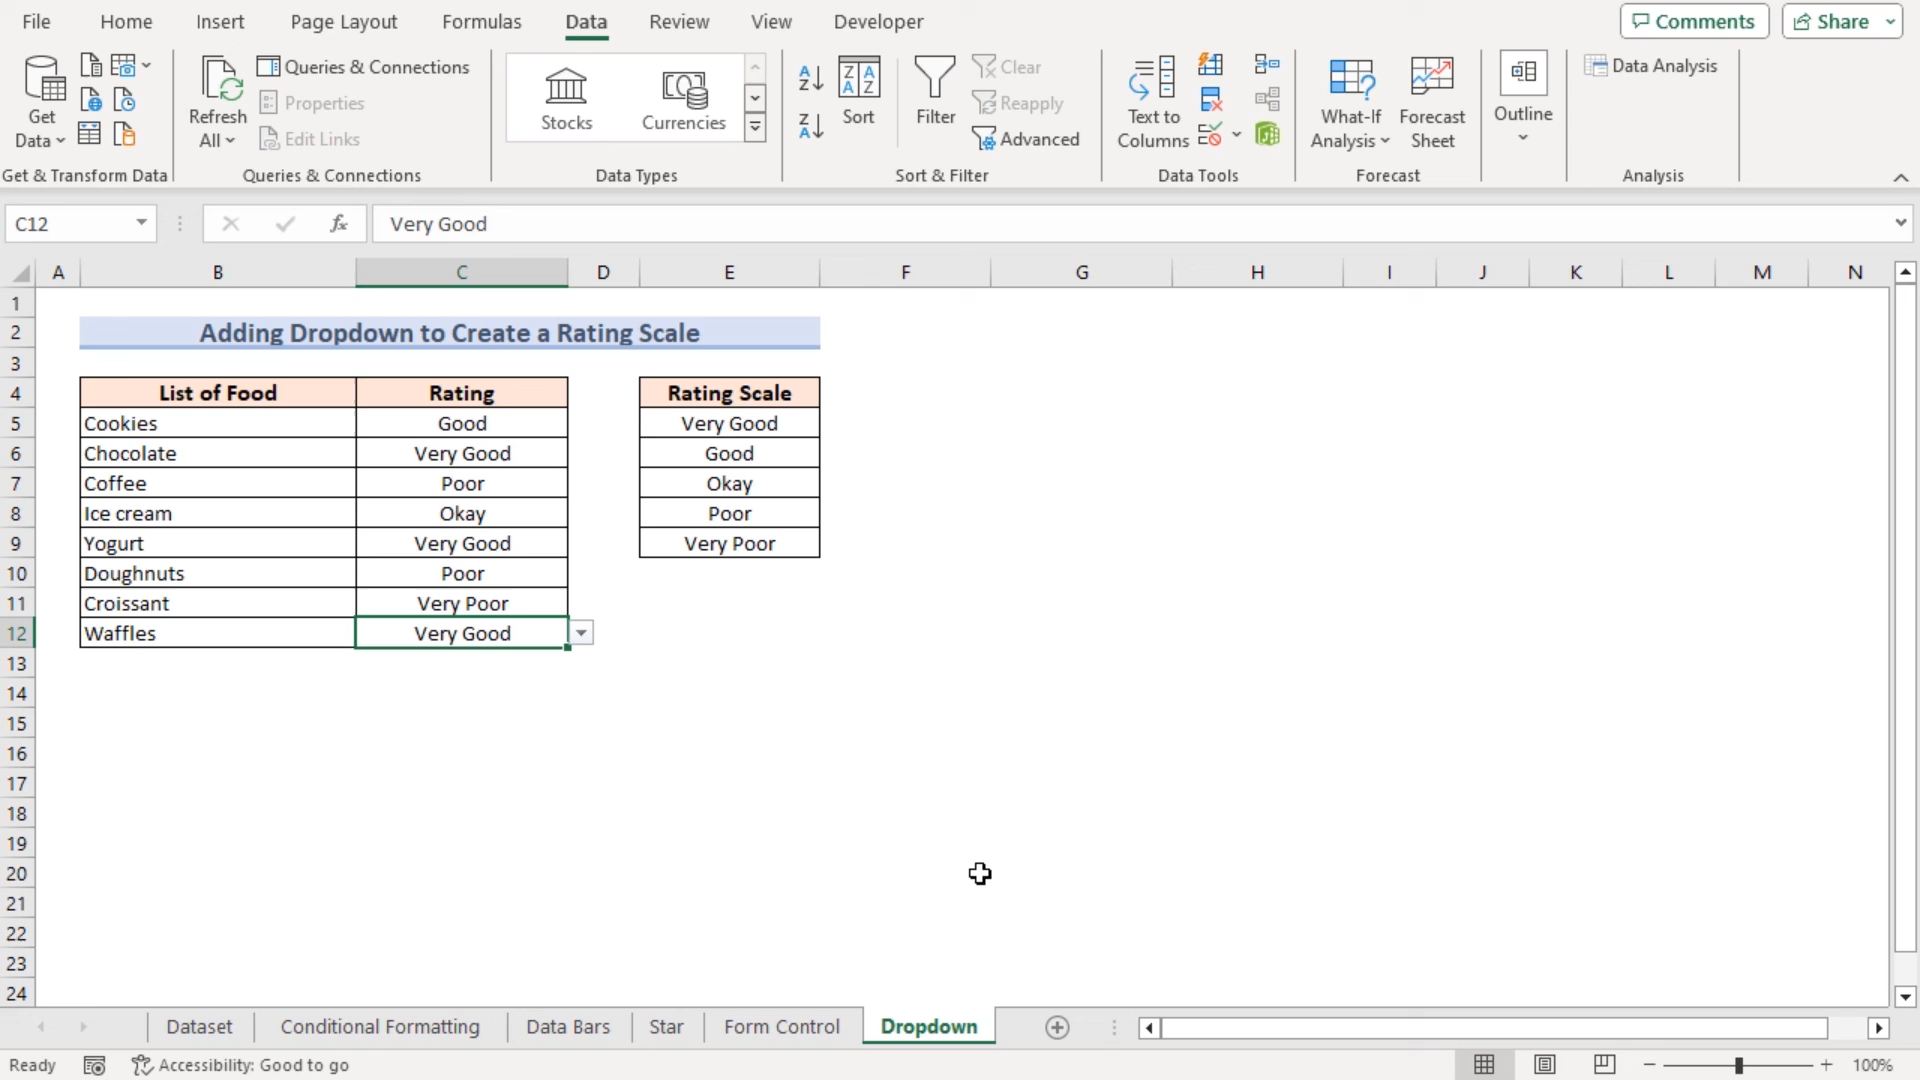 File Home Insert Page Layout Formulas Data Review View Developer Comments Share
Get Data
Refresh All
Queries & Connections
Properties
Edit Links
Stocks
Currencies
Sort
Filter
Clear
Reapply
Advanced
Text to Columns
What-If Analysis
Forecast Sheet
Outline
Data Analysis
Get & Transform Data Queries & Connections Data Types Sort & Filter Data Tools Forecast Analysis
C12 fx Very Good
A B C D E F G H I J K L M N
1
2 Adding Dropdown to Create a Rating Scale
3
4 List of Food Rating Rating Scale
5 Cookies Good Very Good
6 Chocolate Very Good Good
7 Coffee Poor Okay
8 Ice cream Okay Poor
9 Yogurt Very Good Very Poor
10 Doughnuts Poor
11 Croissant Very Poor
12 Waffles Very Good
13
14
15
16
17
18
19
20
21
22
23
24
Dataset Conditional Formatting Data Bars Star Form Control Dropdown
Ready Accessibility: Good to go 100%